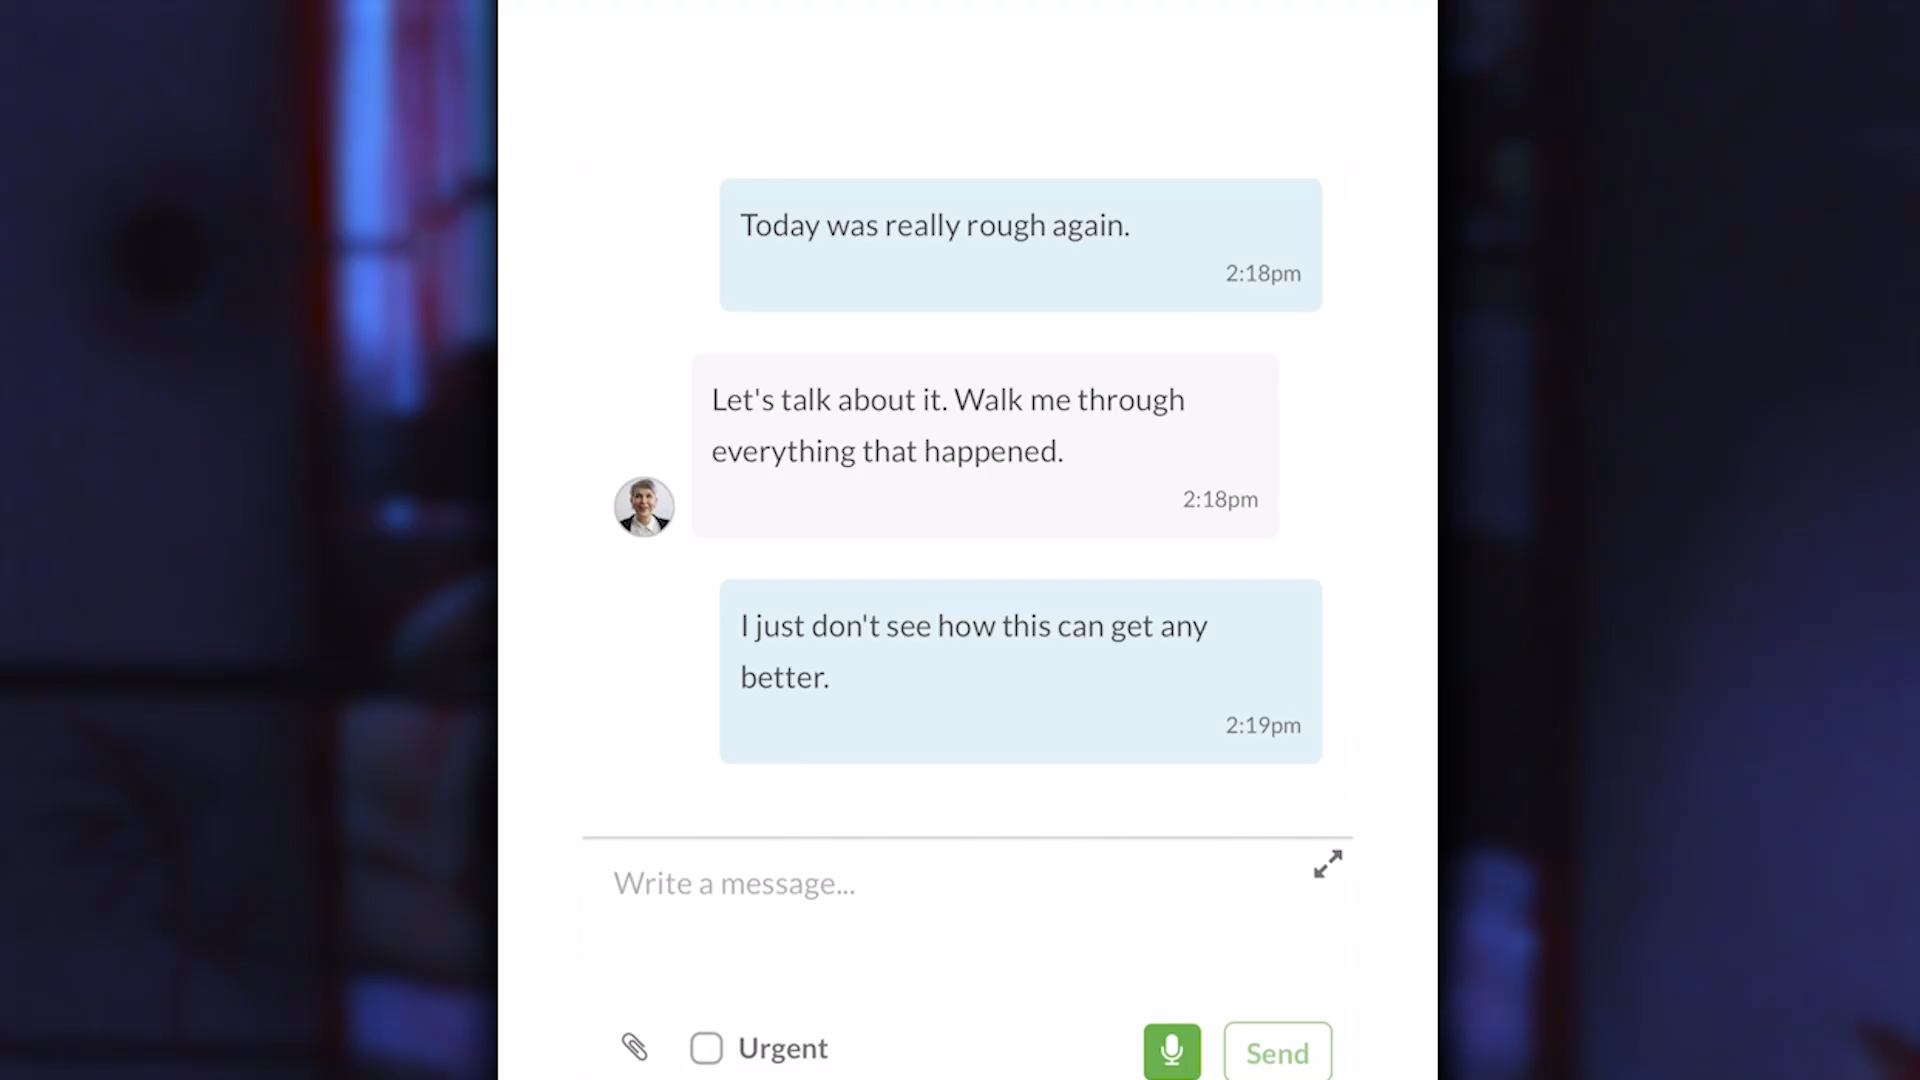 Today was really rough again.
2:18pm
Let's talk about it. Walk me through
everything that happened.
2:18pm
I just don't see how this can get any
better.
2:19pm
Write a message...
Urgent
Send